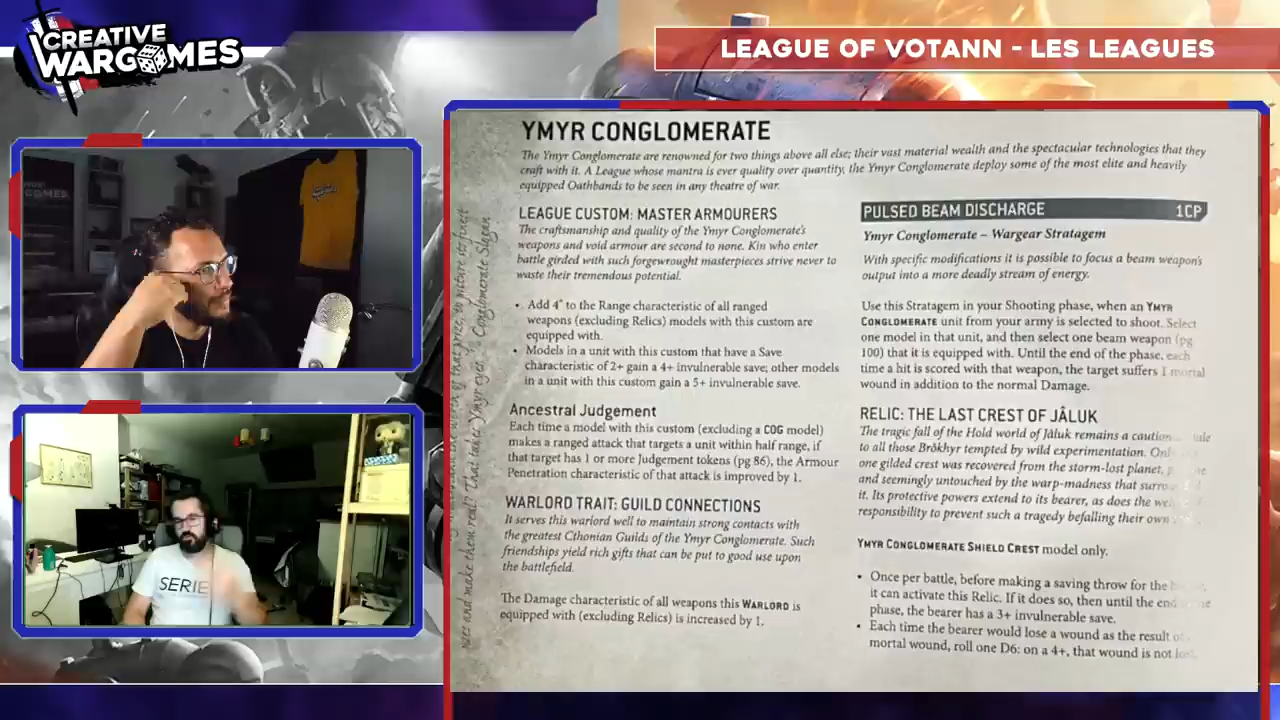 CREATIVE
WARGAMES
LEAGUE OF VOTANN - LES LEAGUES
SERIE
YMYR CONGLOMERATE
The Ymyr Conglomerate are renowned for two things above all else; their vast material wealth and the spectacular technologies that they
craft with it. A League whose mantra is ever quality over quantity, the Ymyr Conglomerate deploy some of the most elite and heavily
equipped Oathbands to be seen in any theatre of war.
LEAGUE CUSTOM: MASTER ARMOURERS
The craftsmanship and quality of the Ymyr Conglomerate's
weapons and void armour are second to none. Kin who enter
battle girded with such forgewrought masterpieces strive never to
waste their tremendous potential.
• Add 4" to the Range characteristic of all ranged
weapons (excluding Relics) models with this custom are
equipped with.
• Models in a unit with this custom that have a Save
characteristic of 2+ gain a 4+ invulnerable save; other models
in a unit with this custom gain a 5+ invulnerable save.
Ancestral Judgement
Each time a model with this custom (excluding a COG model)
makes a ranged attack that targets a unit within half range, if
that target has 1 or more Judgement tokens (pg 86), the Armour
Penetration characteristic of that attack is improved by 1.
WARLORD TRAIT: GUILD CONNECTIONS
It serves this warlord well to maintain strong contacts with
the greatest Cthonian Guilds of the Ymyr Conglomerate. Such
friendships yield rich gifts that can be put to good use upon
the battlefield.
The Damage characteristic of all weapons this WARLORD is
equipped with (excluding Relics) is increased by 1.
PULSED BEAM DISCHARGE 1CP
Ymyr Conglomerate – Wargear Stratagem
With specific modifications it is possible to focus a beam weapon's
output into a more deadly stream of energy.
Use this Stratagem in your Shooting phase, when an YMYR
CONGLOMERATE unit from your army is selected to shoot. Select
one model in that unit, and then select one beam weapon (pg
100) that it is equipped with. Until the end of the phase, each
time a hit is scored with that weapon, the target suffers 1 mortal
wound in addition to the normal Damage.
RELIC: THE LAST CREST OF JÂLUK
The tragic fall of the Hold world of Jâluk remains a
to all those Brôkhyr tempted by wild experimentation.
one gilded crest was recovered from the storm-lost planet,
and seemingly untouched by the warp-madness that
it. Its protective powers extend to its bearer, as does the
responsibility to prevent such a tragedy befalling their own
YMYR CONGLOMERATE SHIELD CREST model only.
• Once per battle, before making a saving throw for the
it can activate this Relic. If it does so, then until the end
phase, the bearer has a 3+ invulnerable save.
• Each time the bearer would lose a wound as the result
mortal wound, roll one D6: on a 4+, that wound is not